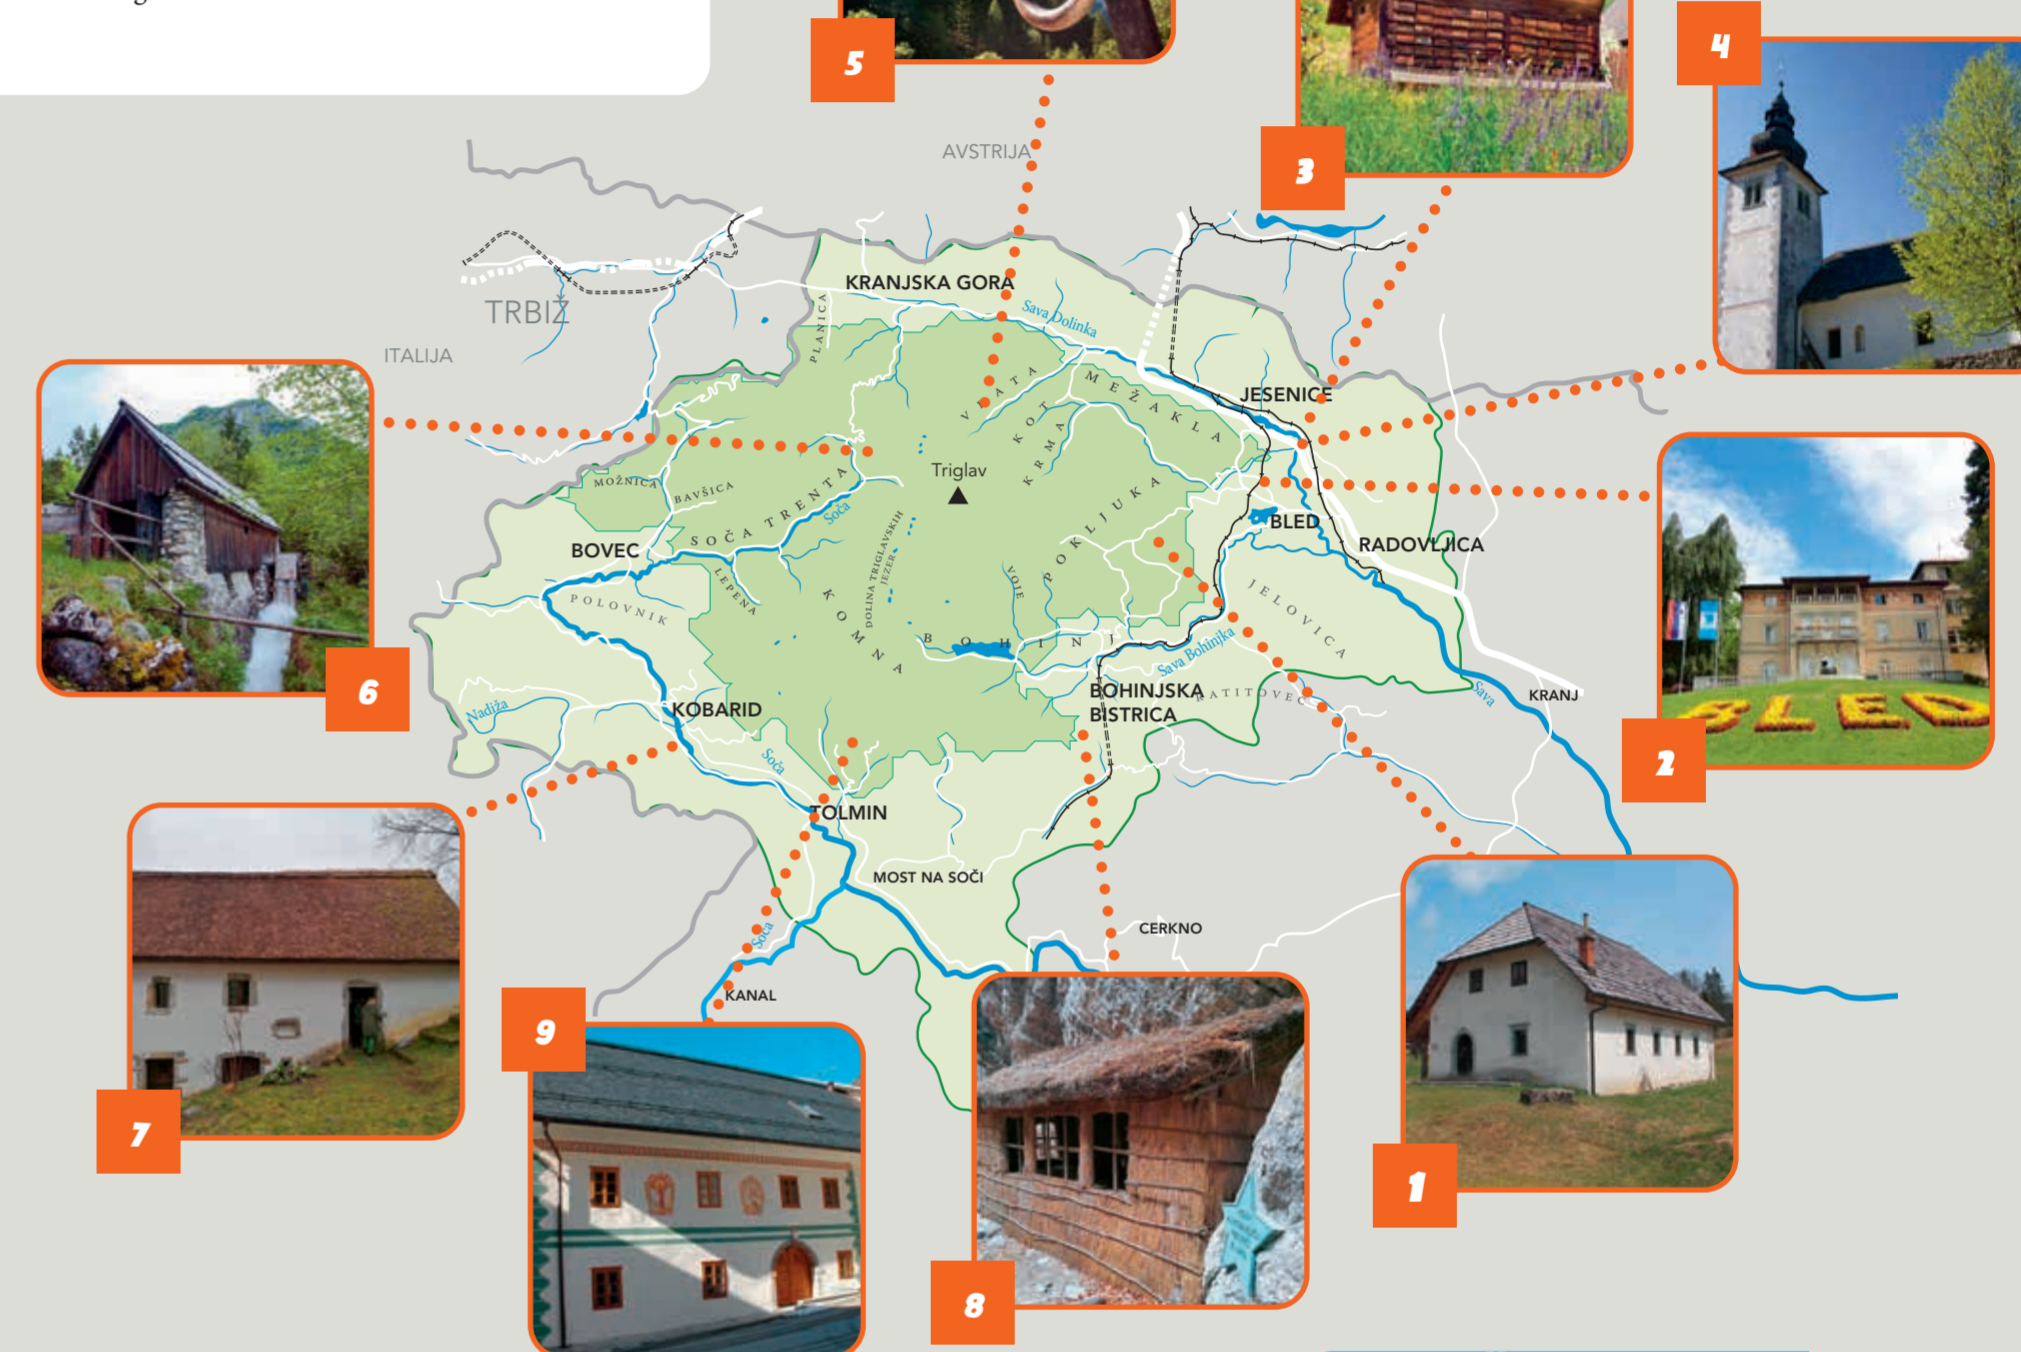 5
3
4
AVSTRIJA
KRANJSKA GORA
Sava Dolinka
TRBIŽ
PLANICA
ITALIJA
VRATA
KOT
KRMA
MEŽAKLA
JESENICE
Triglav
MOŽNICA
BAVŠICA
SOČA TRENTA
Soča
POKLJUKA
BOVEC
BLED
RADOVLJICA
LEPENA
DOLINA TRIGLAVSKIH
JEZER
VOJE
POLOVNIK
KOMNA
JELOVICA
BOHINJ
Sava Bohinjka
6
Nadiža
KOBARID
BOHINJSKA
BISTRICA
RATITOVEC
Sava
KRANJ
BLED
2
Soča
TOLMIN
MOST NA SOČI
CERKNO
Soča
KANAL
9
7
1
8